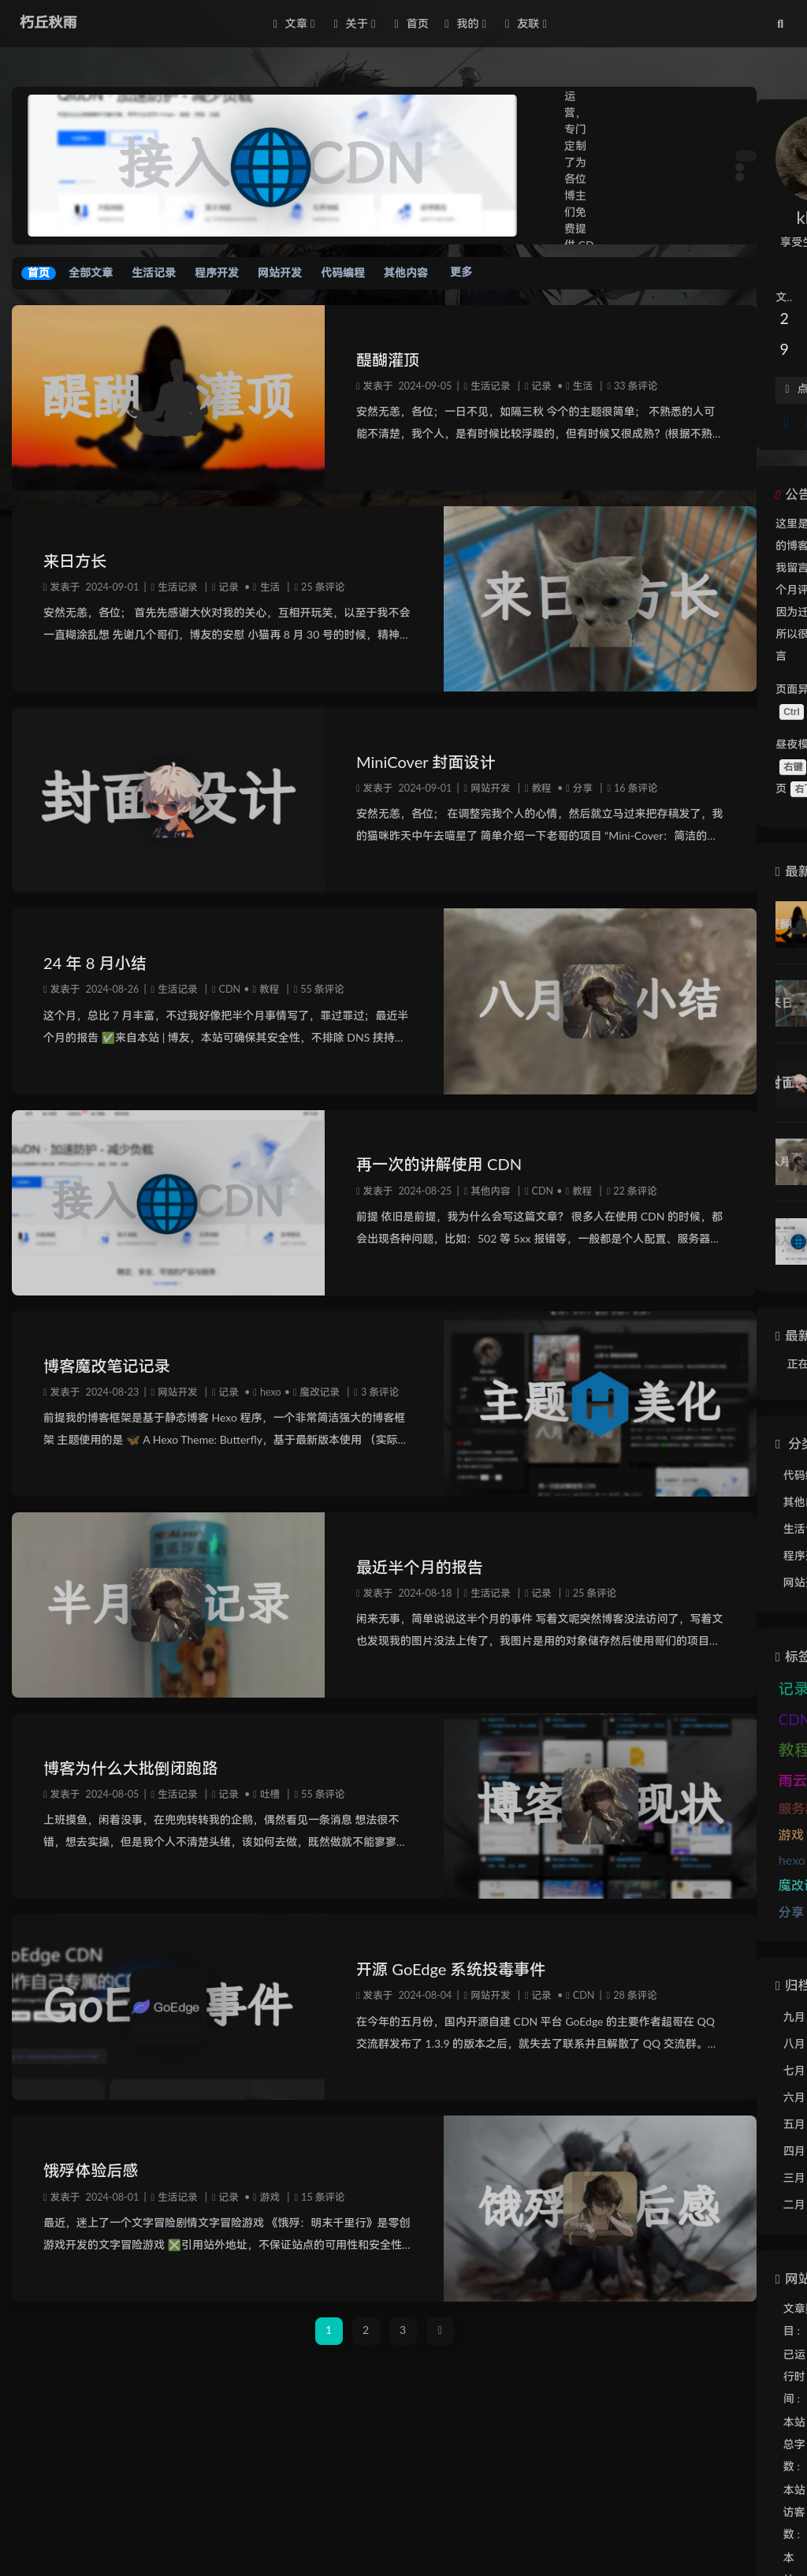 朽丘秋雨
文章 关于 首页 我的 友联
接入 CDN
运
营，
专门
定制
了为
各位
博主
们免
费提
供 CD
首页 全部文章 生活记录 程序开发 网站开发 代码编程 其他内容 更多
醍醐灌顶
醍醐灌顶
发表于 2024-09-05 | 生活记录 | 记录 • 生活 | 33 条评论
安然无恙，各位；一日不见，如隔三秋 今个的主题很简单； 不熟悉的人可
能不清楚，我个人，是有时候比较浮躁的，但有时候又很成熟？(根据不熟...
来日方长
发表于 2024-09-01 | 生活记录 | 记录 • 生活 | 25 条评论
安然无恙，各位； 首先先感谢大伙对我的关心，互相开玩笑，以至于我不会
一直糊涂乱想 先谢几个哥们，博友的安慰 小猫再 8 月 30 号的时候，精神...
来日方长
封面设计
MiniCover 封面设计
发表于 2024-09-01 | 网站开发 | 教程 • 分享 | 16 条评论
安然无恙，各位； 在调整完我个人的心情，然后就立马过来把存稿发了，我
的猫咪昨天中午去喵星了 简单介绍一下老哥的项目 “Mini-Cover：简洁的...
24 年 8 月小结
发表于 2024-08-26 | 生活记录 | CDN • 教程 | 55 条评论
这个月，总比 7 月丰富，不过我好像把半个月事情写了，罪过罪过；最近半
个月的报告 ✅来自本站 | 博友，本站可确保其安全性，不排除 DNS 挟持...
八月小结
接入 CDN
再一次的讲解使用 CDN
发表于 2024-08-25 | 其他内容 | CDN • 教程 | 22 条评论
前提 依旧是前提，我为什么会写这篇文章？ 很多人在使用 CDN 的时候，都
会出现各种问题，比如：502 等 5xx 报错等，一般都是个人配置、服务器...
博客魔改笔记记录
发表于 2024-08-23 | 网站开发 | 记录 • hexo • 魔改记录 | 3 条评论
前提我的博客框架是基于静态博客 Hexo 程序，一个非常简洁强大的博客框
架 主题使用的是 🦋 A Hexo Theme: Butterfly，基于最新版本使用 （实际...
主题 美化
半月记录
最近半个月的报告
发表于 2024-08-18 | 生活记录 | 记录 | 25 条评论
闲来无事，简单说说这半个月的事件 写着文呢突然博客没法访问了，写着文
也发现我的图片没法上传了，我图片是用的对象储存然后使用哥们的项目...
博客为什么大批倒闭跑路
发表于 2024-08-05 | 生活记录 | 记录 • 吐槽 | 55 条评论
上班摸鱼，闲着没事，在兜兜转转我的企鹅，偶然看见一条消息 想法很不
错，想去实操，但是我个人不清楚头绪，该如何去做，既然做就不能寥寥...
博客现状
GoEdge 事件
开源 GoEdge 系统投毒事件
发表于 2024-08-04 | 网站开发 | 记录 • CDN | 28 条评论
在今年的五月份，国内开源自建 CDN 平台 GoEdge 的主要作者超哥在 QQ
交流群发布了 1.3.9 的版本之后，就失去了联系并且解散了 QQ 交流群。...
饿殍体验后感
发表于 2024-08-01 | 生活记录 | 记录 • 游戏 | 15 条评论
最近，迷上了一个文字冒险剧情文字冒险游戏 《饿殍：明末千里行》是零创
游戏开发的文字冒险游戏 ❎引用站外地址，不保证站点的可用性和安全性...
饿殍后感
1 2 3
享受生
文..
2
9
点
公告
这里是
的博客
我留言
个月评
因为迁
所以很
言
页面异
Ctrl
昼夜模
右键
页 右下
最新
最新
正在
分类
代码编
其他内
生活记
程序开
网站开
标签
记录
CDN
教程
雨云
服务器
游戏
hexo
魔改记
分享
归档
九月
八月
七月
六月
五月
四月
三月
二月
网站
文章数
目 :
已运
行时
间 :
本站
总字
数 :
本站
访客
数 :
本